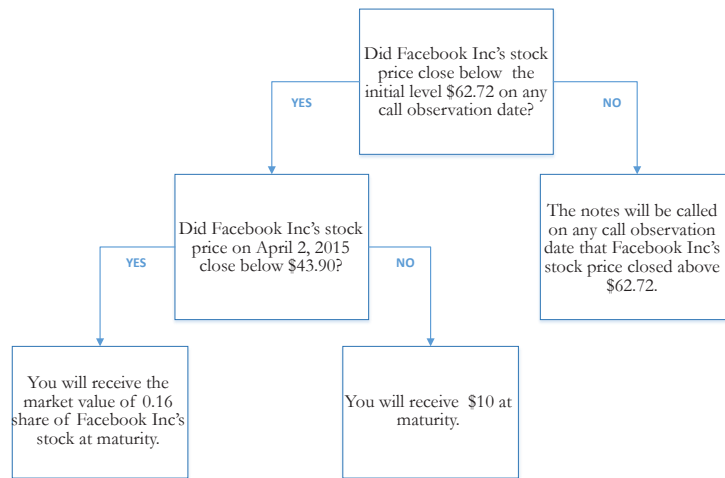 Did Facebook Inc's stock
price close below the
initial level $62.72 on any
call observation date?
YES
NO
Did Facebook Inc's stock
price on April 2, 2015
close below $43.90?
The notes will be called
on any call observation
date that Facebook Inc's
stock price closed above
$62.72.
YES
NO
You will receive the
market value of 0.16
share of Facebook Inc's
stock at maturity.
You will receive $10 at
maturity.